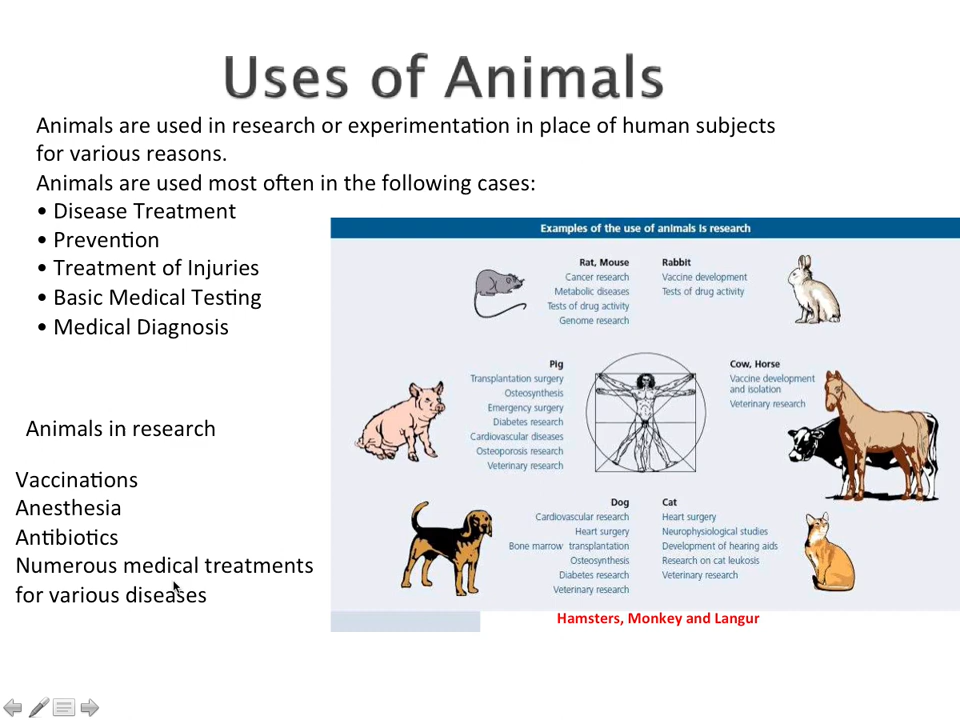 Uses of Animals
Animals are used in research or experimentation in place of human subjects
for various reasons.
Animals are used most often in the following cases:
• Disease Treatment
• Prevention
• Treatment of Injuries
• Basic Medical Testing
• Medical Diagnosis
Animals in research
Vaccinations
Anesthesia
Antibiotics
Numerous medical treatments
for various diseases
Examples of the use of animals is research
Rat, Mouse
Cancer research
Metabolic diseases
Tests of drug activity
Genome research
Rabbit
Vaccine development
Tests of drug activity
Pig
Transplantation surgery
Osteosynthesis
Emergency surgery
Diabetes research
Cardiovascular diseases
Osteoporosis research
Veterinary research
Cow, Horse
Vaccine development
and isolation
Veterinary research
Dog
Cardiovascular research
Heart surgery
Bone marrow transplantation
Osteosynthesis
Diabetes research
Veterinary research
Cat
Heart surgery
Neurophysiological studies
Development of hearing aids
Research on cat leukosis
Veterinary research
Hamsters, Monkey and Langur